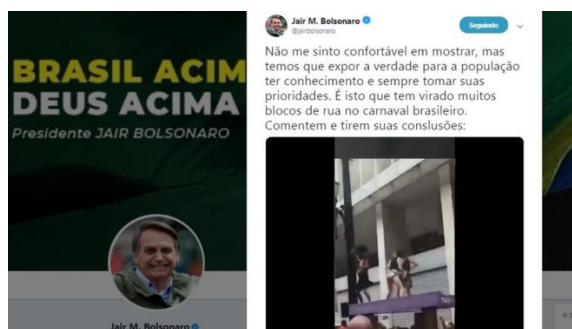 BRASIL ACIM
DEUS ACIMA
Presidente JAIR BOLSONARO
Jair M. Bolsonaro
Jair M. Bolsonaro
@jairbolsonaro
Seguindo
Não me sinto confortável em mostrar, mas
temos que expor a verdade para a população
ter conhecimento e sempre tomar suas
prioridades. É isto que tem virado muitos
blocos de rua no carnaval brasileiro.
Comentem e tirem suas conslusões: